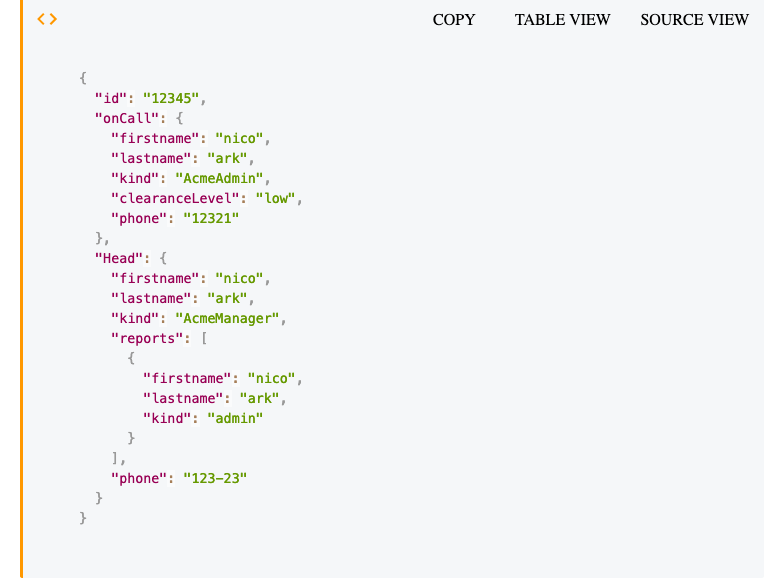 <> COPY TABLE VIEW SOURCE VIEW
{
  "id": "12345",
  "onCall": {
    "firstname": "nico",
    "lastname": "ark",
    "kind": "AcmeAdmin",
    "clearanceLevel": "low",
    "phone": "12321"
  },
  "Head": {
    "firstname": "nico",
    "lastname": "ark",
    "kind": "AcmeManager",
    "reports": [
      {
        "firstname": "nico",
        "lastname": "ark",
        "kind": "admin"
      }
    ],
    "phone": "123-23"
  }
}